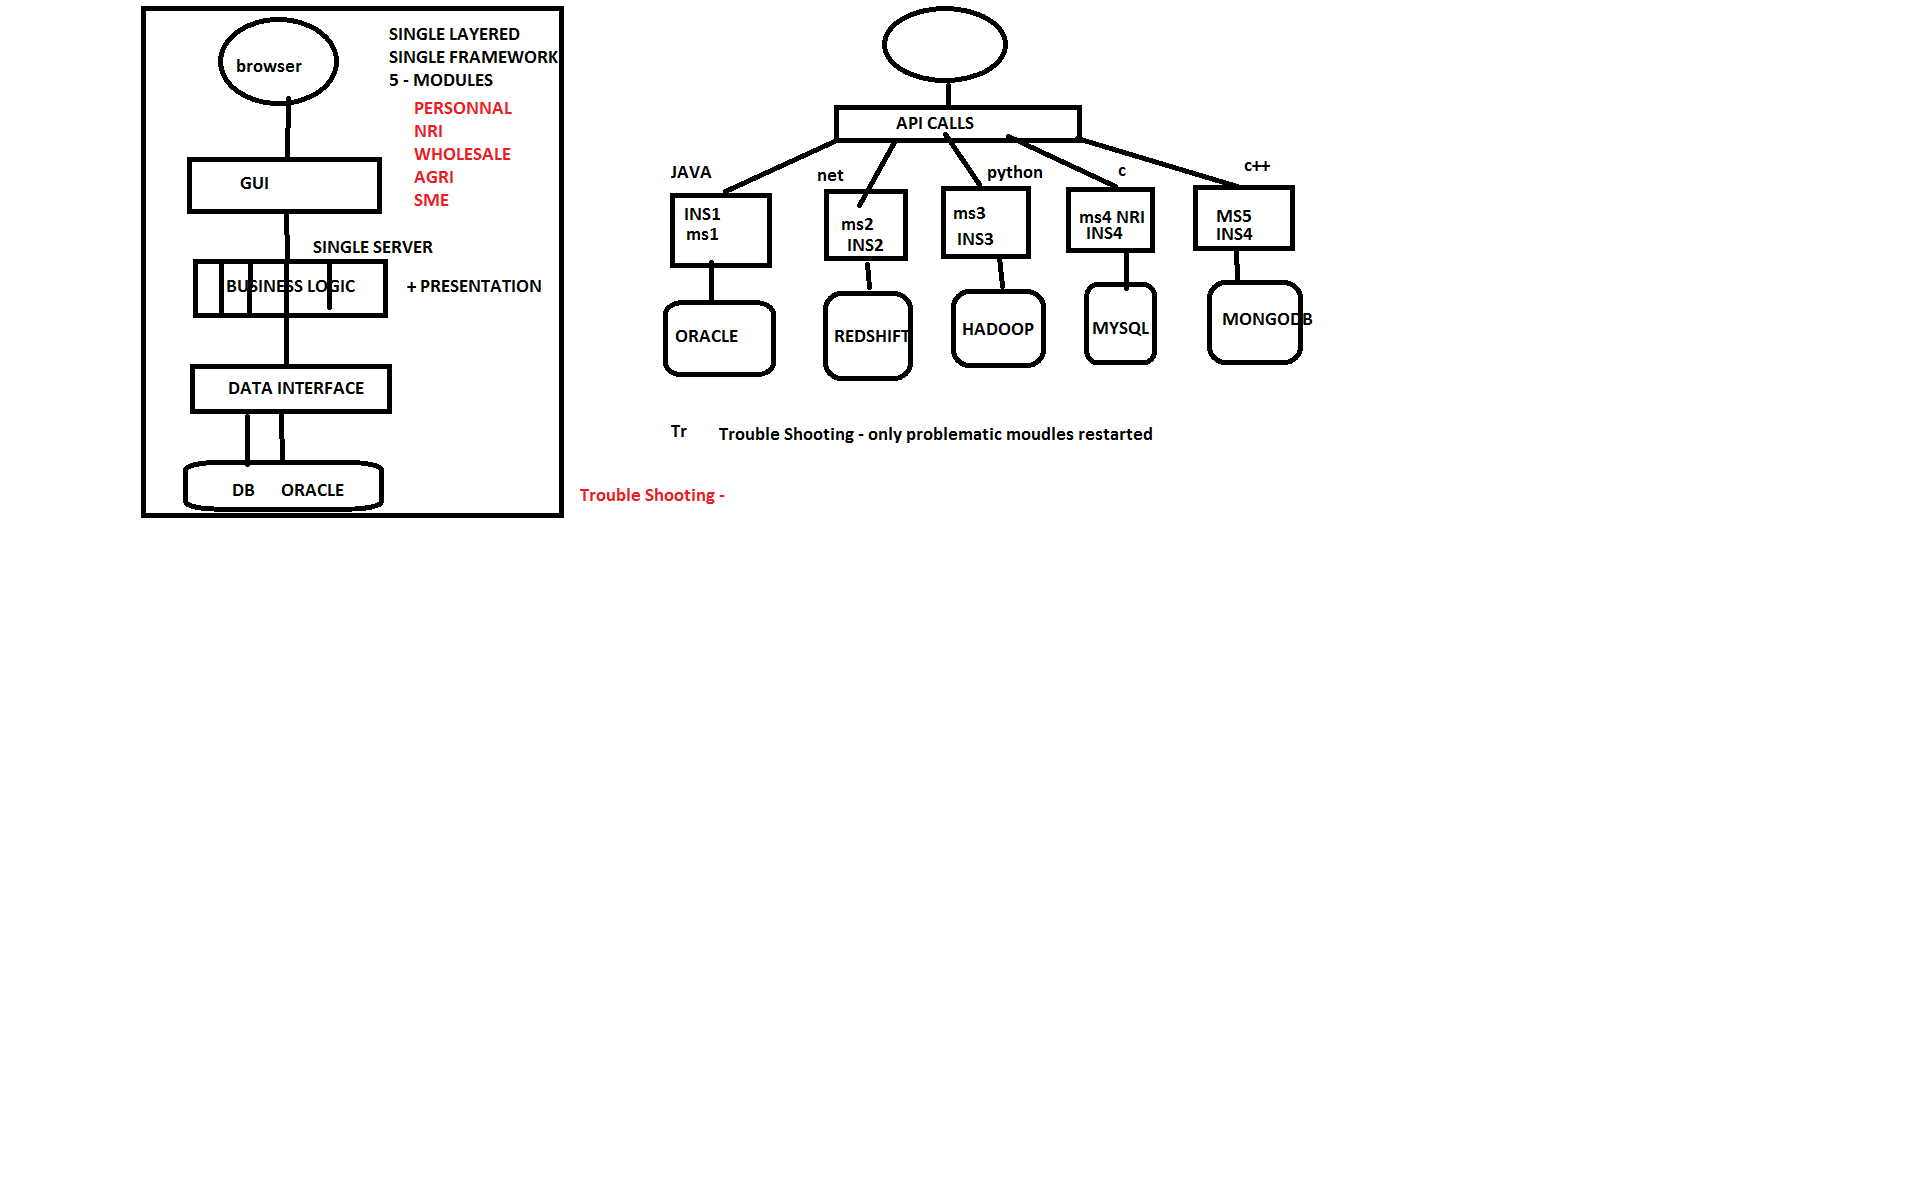 browser
SINGLE LAYERED
SINGLE FRAMEWORK
5 - MODULES
PERSONNAL
NRI
WHOLESALE
AGRI
SME
GUI
SINGLE SERVER
BUSINESS LOGIC
+ PRESENTATION
DATA INTERFACE
DB ORACLE
API CALLS
JAVA
net
python
c
c++
INS1
ms1
ms2
INS2
ms3
INS3
ms4 NRI
INS4
MS5
INS4
ORACLE
REDSHIFT
HADOOP
MYSQL
MONGODB
Tr
Trouble Shooting - only problematic moudles restarted
Trouble Shooting -